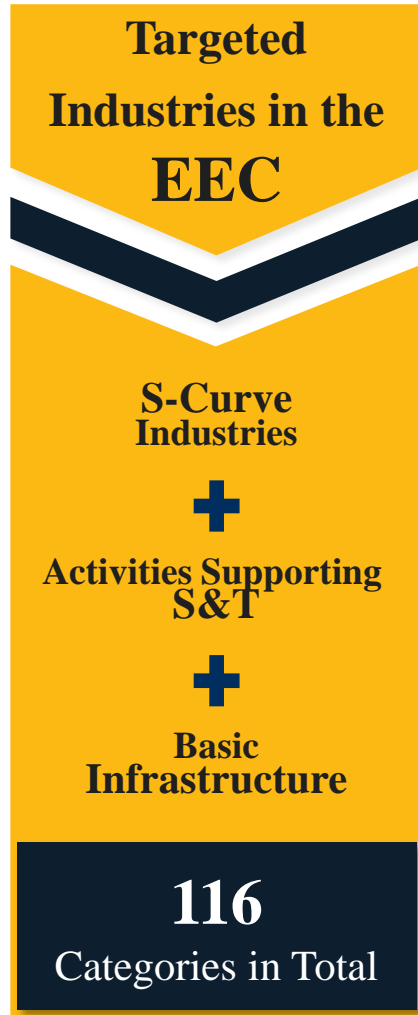 Targeted
Industries in the
EEC
S-Curve
Industries
Activities Supporting
S&T
Basic
Infrastructure
116
Categories in Total